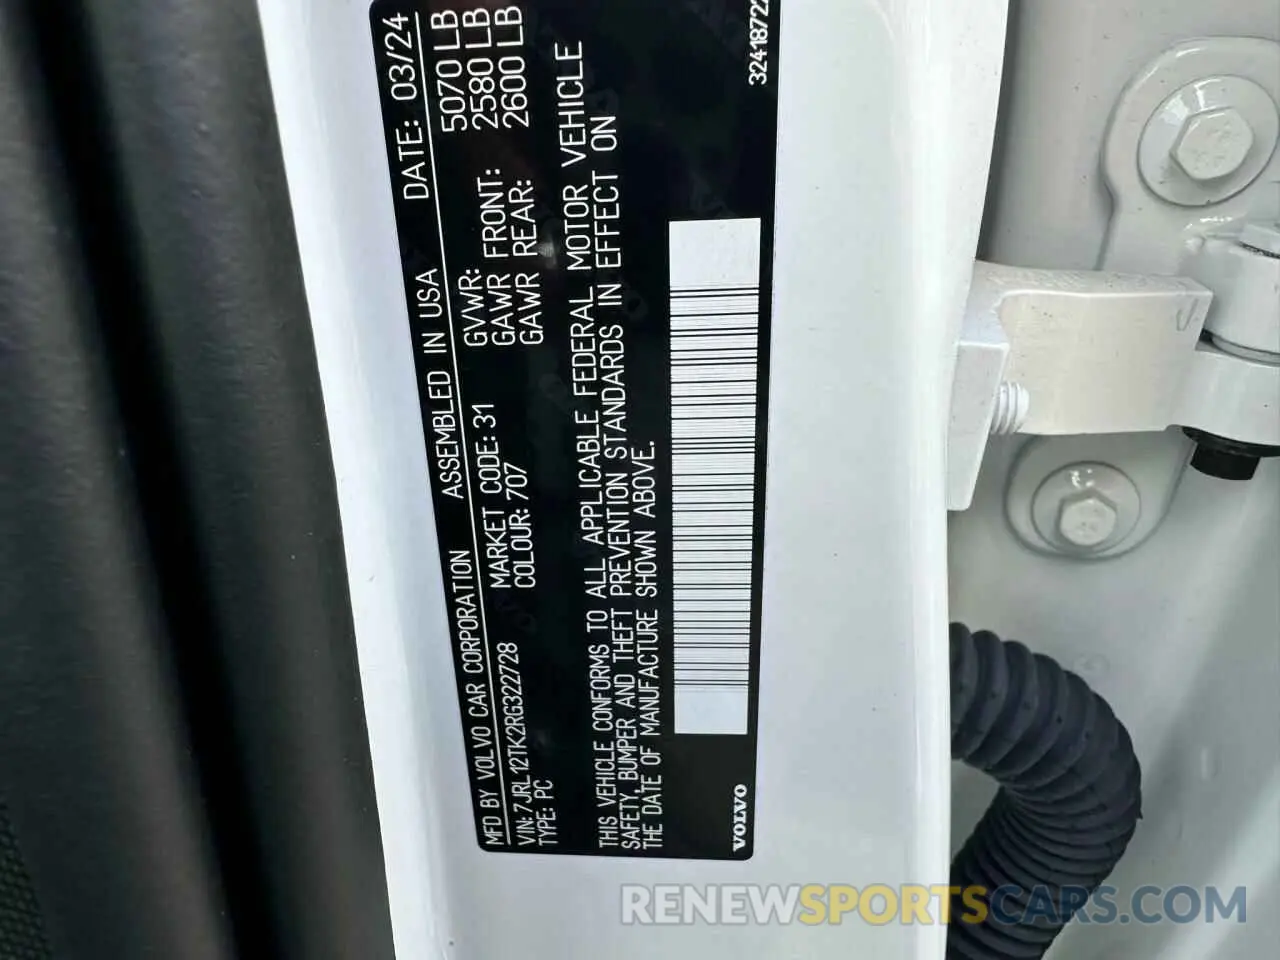 MFD BY VOLVO CAR CORPORATION ASSEMBLED IN USA DATE: 03/24
VIN: 7JRL12TK2RG322728 MARKET CODE: 31 GVWR: 5070 LB
TYPE: PC COLOUR: 707 GAWR FRONT: 2580 LB
GAWR REAR: 2600 LB
THIS VEHICLE CONFORMS TO ALL APPLICABLE FEDERAL MOTOR VEHICLE
SAFETY, BUMPER AND THEFT PREVENTION STANDARDS IN EFFECT ON
THE DATE OF MANUFACTURE SHOWN ABOVE.
VOLVO
RENEWSPORTSCARS.COM